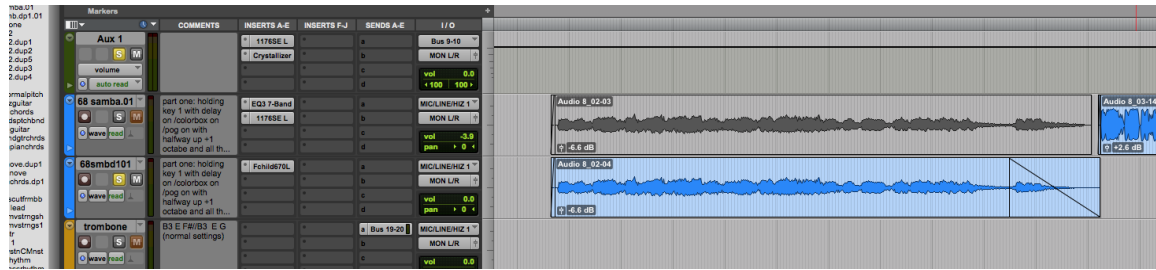 Markers
COMMENTS INSERTS A-E INSERTS F-J SENDS A-E I / O
Aux 1
S M
volume
auto read
1176SE L
Crystallizer
a
b
c
d
Bus 9-10
MON L/R
vol 0.0
100 100
68 samba.01
S M
wave read
part one: holding
key 1 with delay
on /colorbox on
/pog on with
halfway up +1
octabe and all th...
EQ3 7-Band
1176SE L
a
b
c
d
MIC/LINE/HIZ 1
MON L/R
vol -3.9
pan 0
Audio 8_02-03
-6.6 dB
Audio 8_03-14
+2.6 dB
68smbd101
S M
wave read
part one: holding
key 1 with delay
on /colorbox on
/pog on with
halfway up +1
octabe and all th...
Fchild670L
a
b
c
d
MIC/LINE/HIZ 1
MON L/R
vol 0.0
pan 0
Audio 8_02-04
-6.6 dB
trombone
S M
wave read
B3 E F#//B3 E G
(normal settings)
a Bus 19-20
b
c
d
MIC/LINE/HIZ 1
MON L/R
vol 0.0